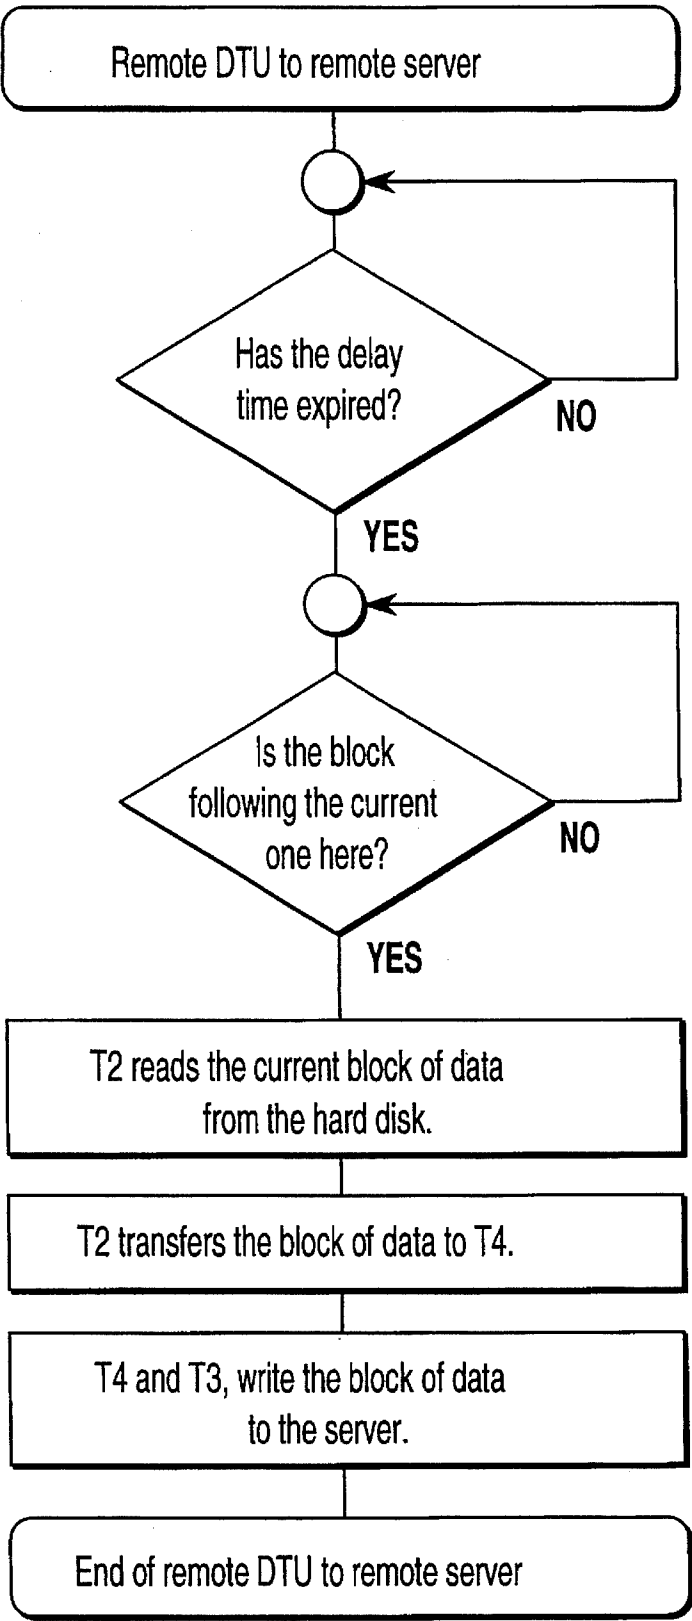 Remote DTU to remote server
Has the delay
time expired?
NO
YES
Is the block
following the current
one here?
NO
YES
T2 reads the current block of data
from the hard disk.
T2 transfers the block of data to T4.
T4 and T3, write the block of data
to the server.
End of remote DTU to remote server